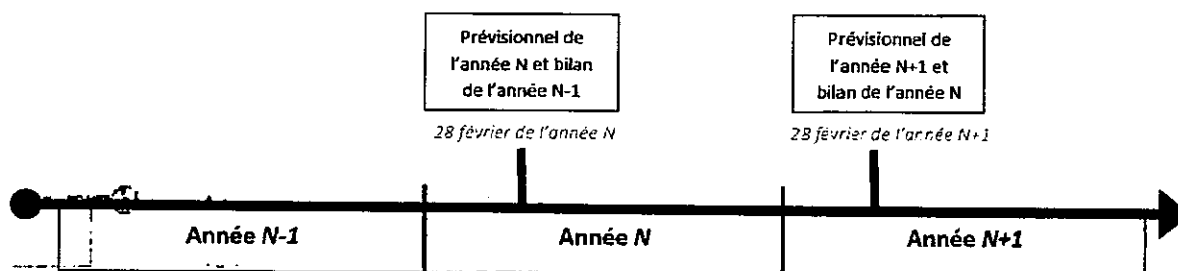 Prévisionnel de
l'année N et bilan
de l'année N-1
28 février de l'année N
Prévisionnel de
l'année N+1 et
bilan de l'année N
28 février de l'année N+1
Année N-1
Année N
Année N+1